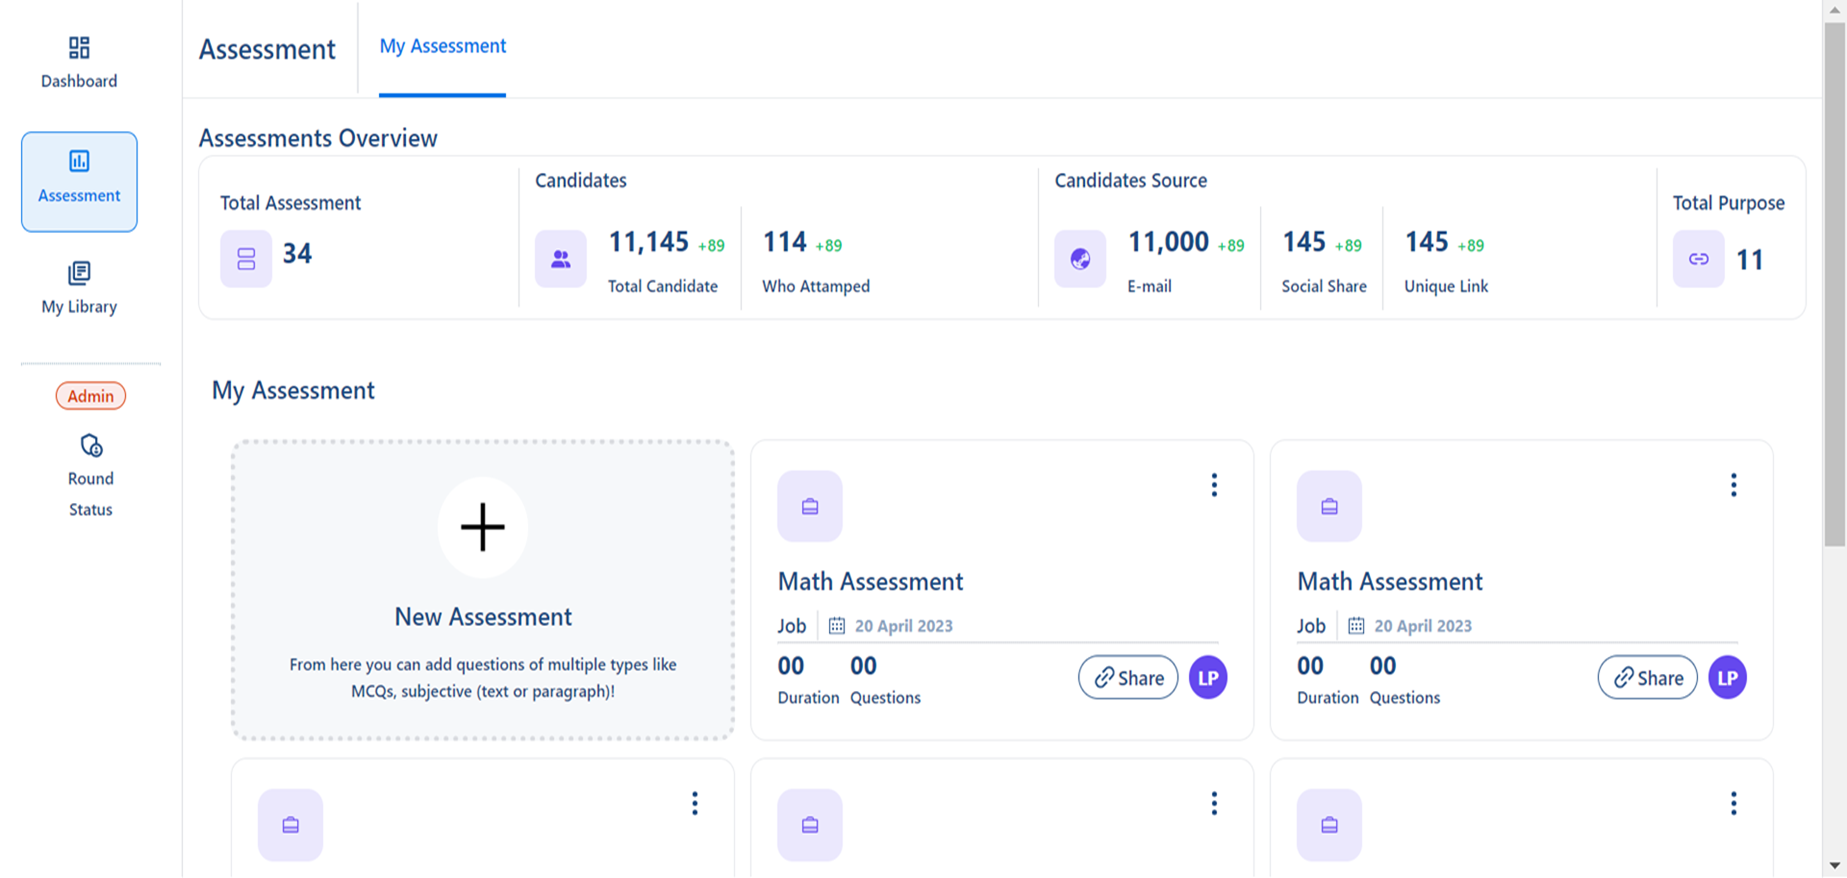 Dashboard
Assessment
My Library
Admin
Round
Status
Assessment
My Assessment
Assessments Overview
Total Assessment
34
Candidates
11,145 +89
Total Candidate
114 +89
Who Attamped
Candidates Source
11,000 +89
E-mail
145 +89
Social Share
145 +89
Unique Link
Total Purpose
11
My Assessment
New Assessment
From here you can add questions of multiple types like
MCQs, subjective (text or paragraph)!
Math Assessment
Job 20 April 2023
00 00
Duration Questions
Share LP
Math Assessment
Job 20 April 2023
00 00
Duration Questions
Share LP